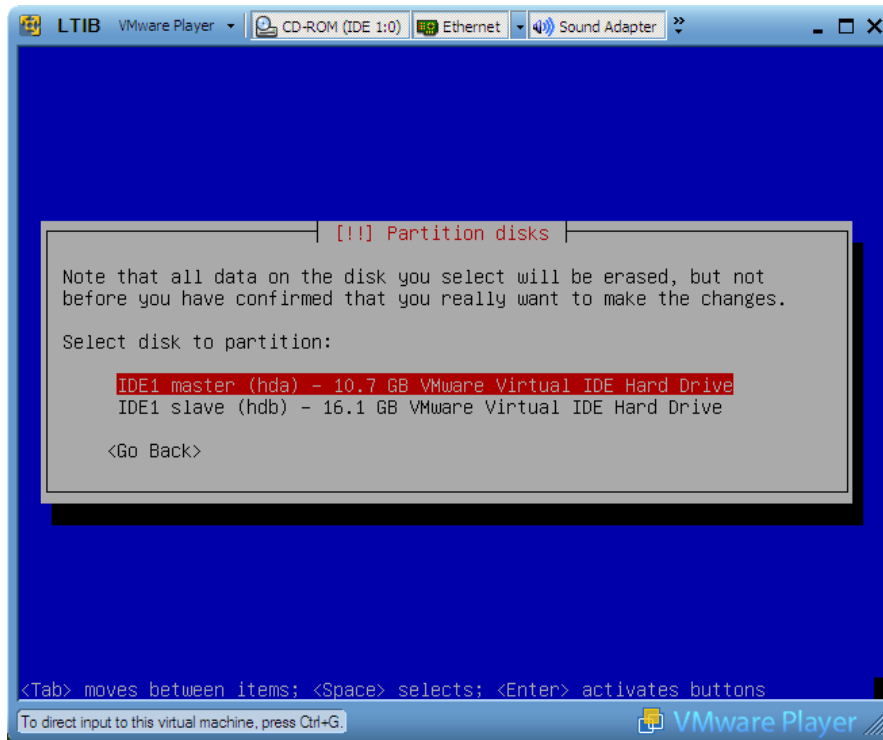 LTIB VMware Player CD-ROM (IDE 1:0) Ethernet Sound Adapter
[!!] Partition disks
Note that all data on the disk you select will be erased, but not
before you have confirmed that you really want to make the changes.
Select disk to partition:
IDE1 master (hda) - 10.7 GB VMware Virtual IDE Hard Drive
IDE1 slave (hdb) - 16.1 GB VMware Virtual IDE Hard Drive
<Go Back>
<Tab> moves between items; <Space> selects; <Enter> activates buttons
To direct input to this virtual machine, press Ctrl+G.
VMware Player